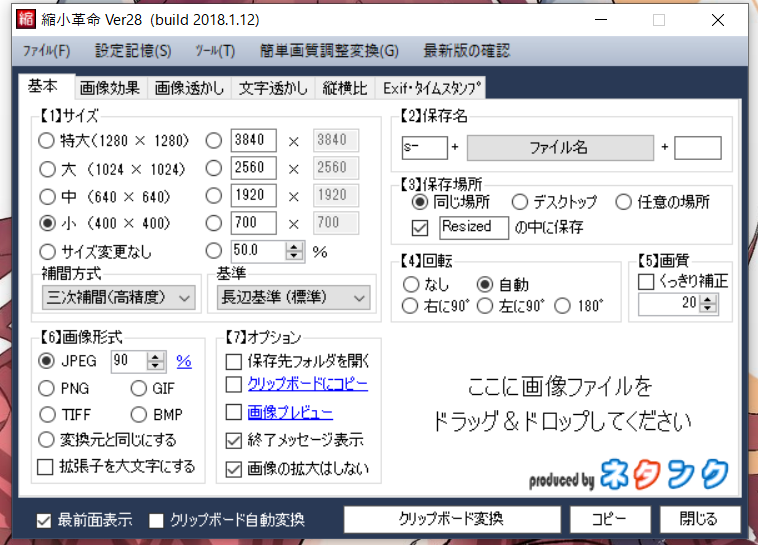 縮小革命 Ver28 (build 2018.1.12)
ﾌｧｲﾙ(F) 設定記憶(S) ﾂｰﾙ(T) 簡単画質調整変換(G) 最新版の確認
基本 画像効果 画像透かし 文字透かし 縦横比 Exif・ﾀｲﾑｽﾀﾝﾌﾟ
【1】サイズ
特大(1280 × 1280) 3840 × 3840
大 (1024 × 1024) 2560 × 2560
中 (640 × 640) 1920 × 1920
小 (400 × 400) 700 × 700
サイズ変更なし 50.0 %
補間方式
三次補間(高精度)
基準
長辺基準 (標準)
【2】保存名
s- + ファイル名 +
【3】保存場所
同じ場所 デスクトップ 任意の場所
Resized の中に保存
【4】回転
なし 自動
右に90° 左に90° 180°
【5】画質
くっきり補正
20
【6】画像形式
JPEG 90 %
PNG GIF
TIFF BMP
変換元と同じにする
拡張子を大文字にする
【7】オプション
保存先フォルダを開く
クリップボードにコピー
画像プレビュー
終了メッセージ表示
画像の拡大はしない
ここに画像ファイルを
ドラッグ＆ドロップしてください
produced by ネタシク
最前面表示 クリップボード自動変換 クリップボード変換 コピー 閉じる